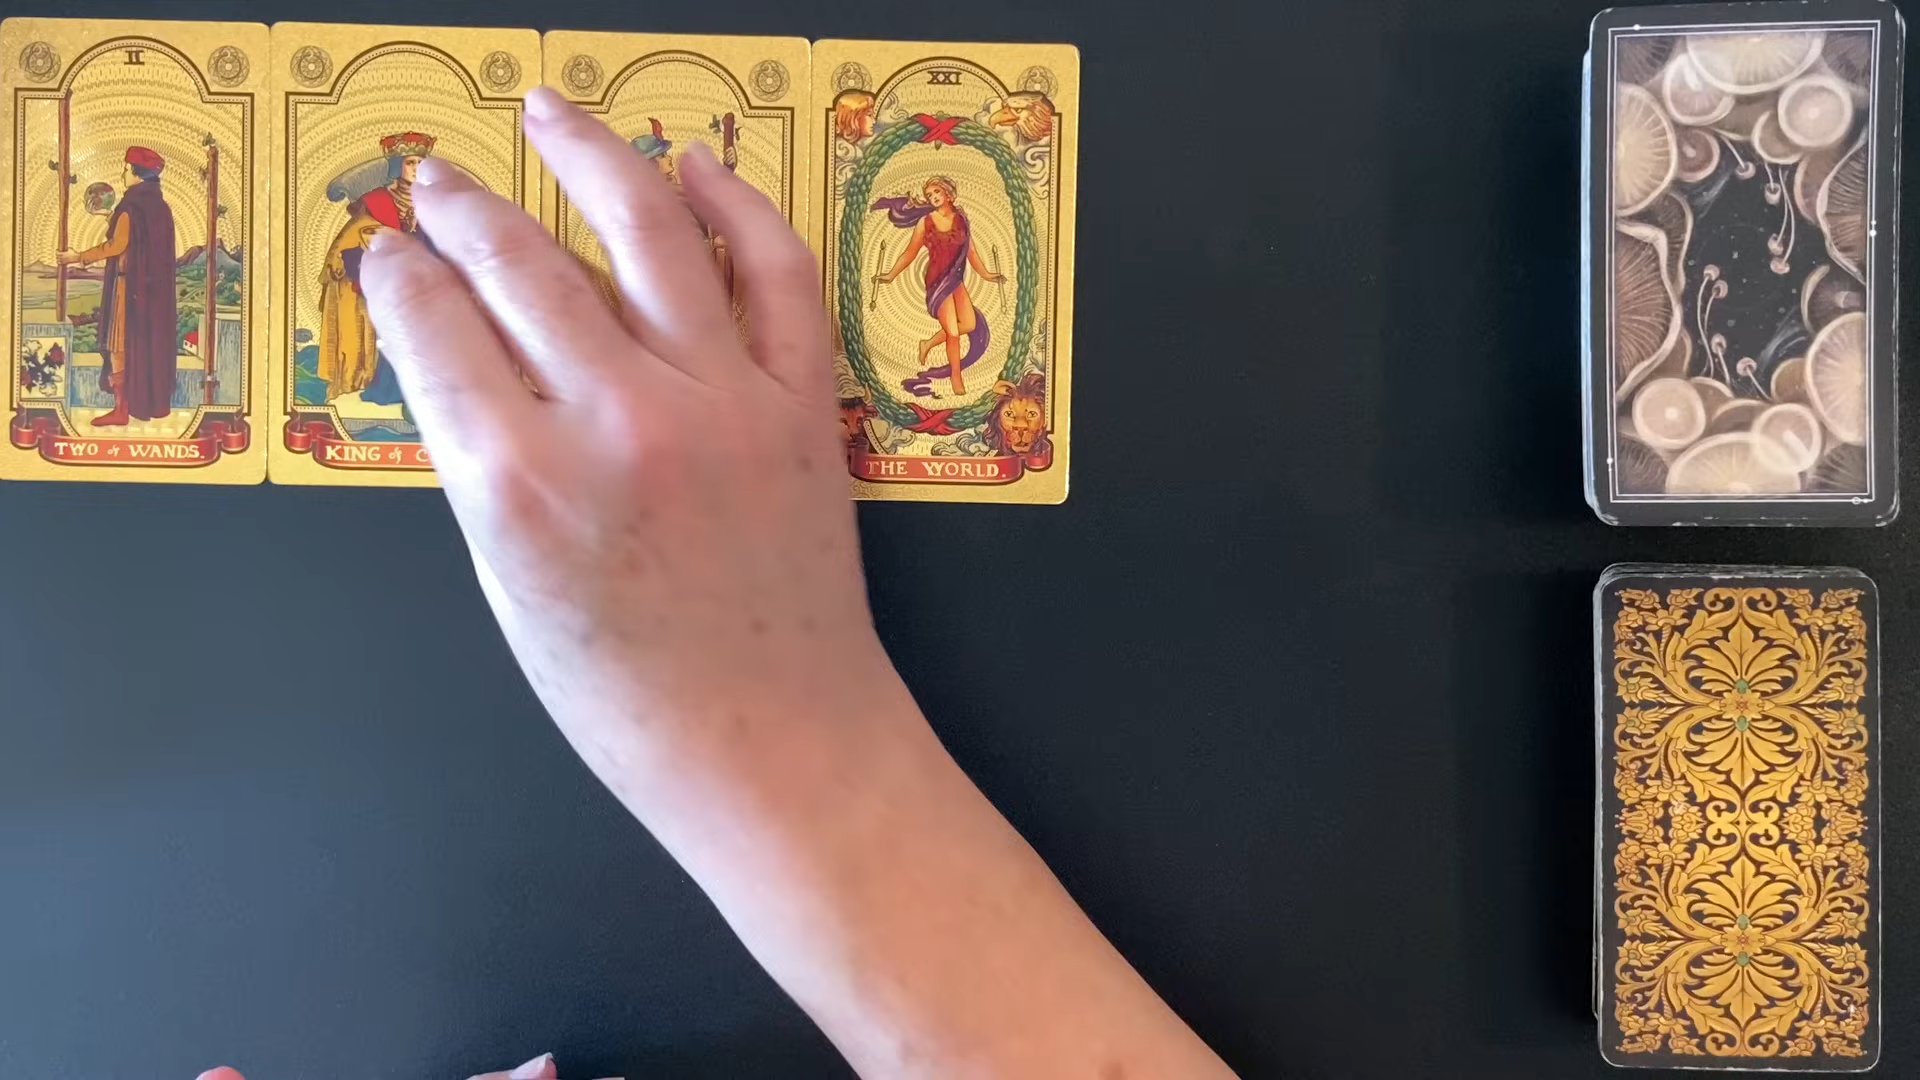 II
XXI
TWO of WANDS.
KING of C
THE WORLD.